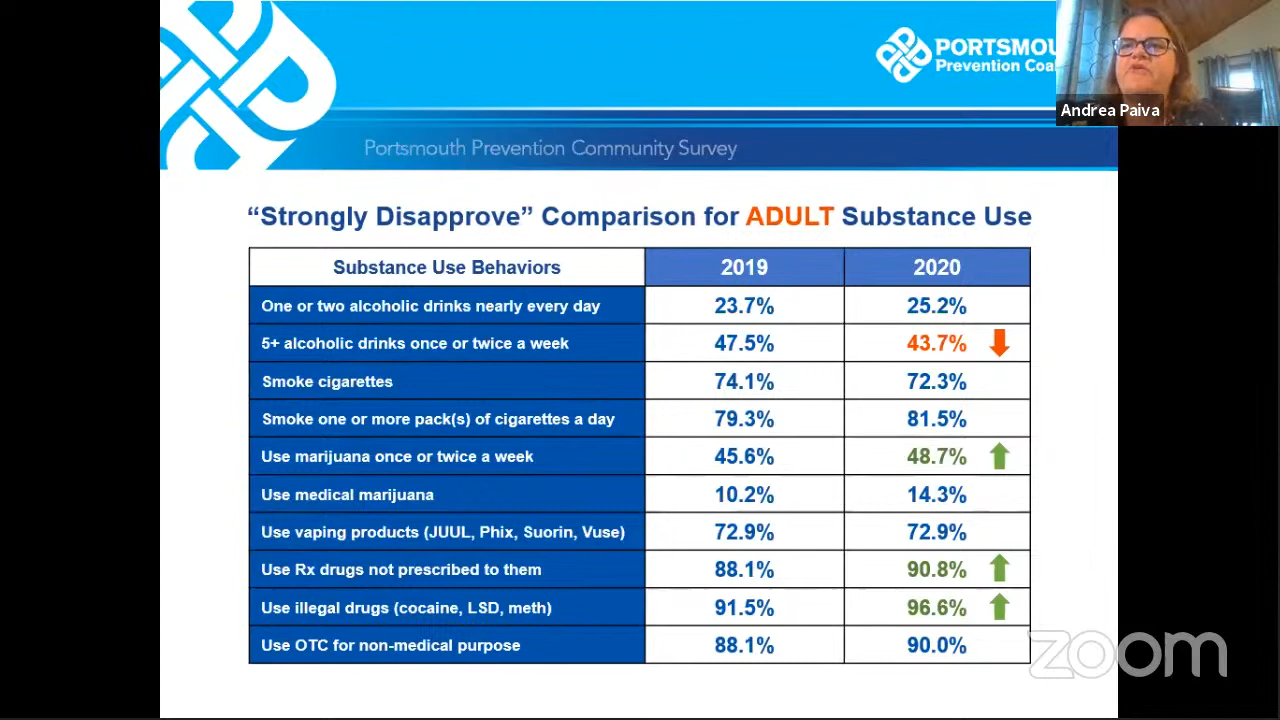 PORTSMOU
Prevention Coa
Andrea Paiva
Portsmouth Prevention Community Survey
“Strongly Disapprove” Comparison for ADULT Substance Use
Substance Use Behaviors 2019 2020
One or two alcoholic drinks nearly every day 23.7% 25.2%
5+ alcoholic drinks once or twice a week 47.5% 43.7%
Smoke cigarettes 74.1% 72.3%
Smoke one or more pack(s) of cigarettes a day 79.3% 81.5%
Use marijuana once or twice a week 45.6% 48.7%
Use medical marijuana 10.2% 14.3%
Use vaping products (JUUL, Phix, Suorin, Vuse) 72.9% 72.9%
Use Rx drugs not prescribed to them 88.1% 90.8%
Use illegal drugs (cocaine, LSD, meth) 91.5% 96.6%
Use OTC for non-medical purpose 88.1% 90.0%
zoom